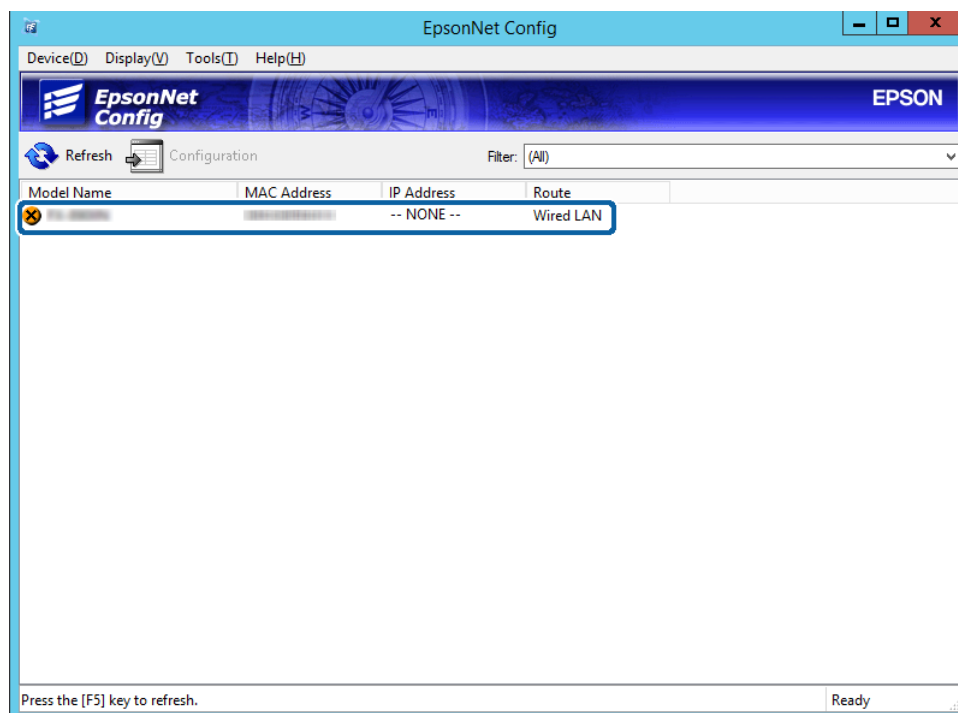 EpsonNet Config
Device(D) Display(V) Tools(T) Help(H)
EpsonNet
Config
EPSON
Refresh Configuration Filter: (All)
Model Name MAC Address IP Address Route
-- NONE -- Wired LAN
Press the [F5] key to refresh. Ready